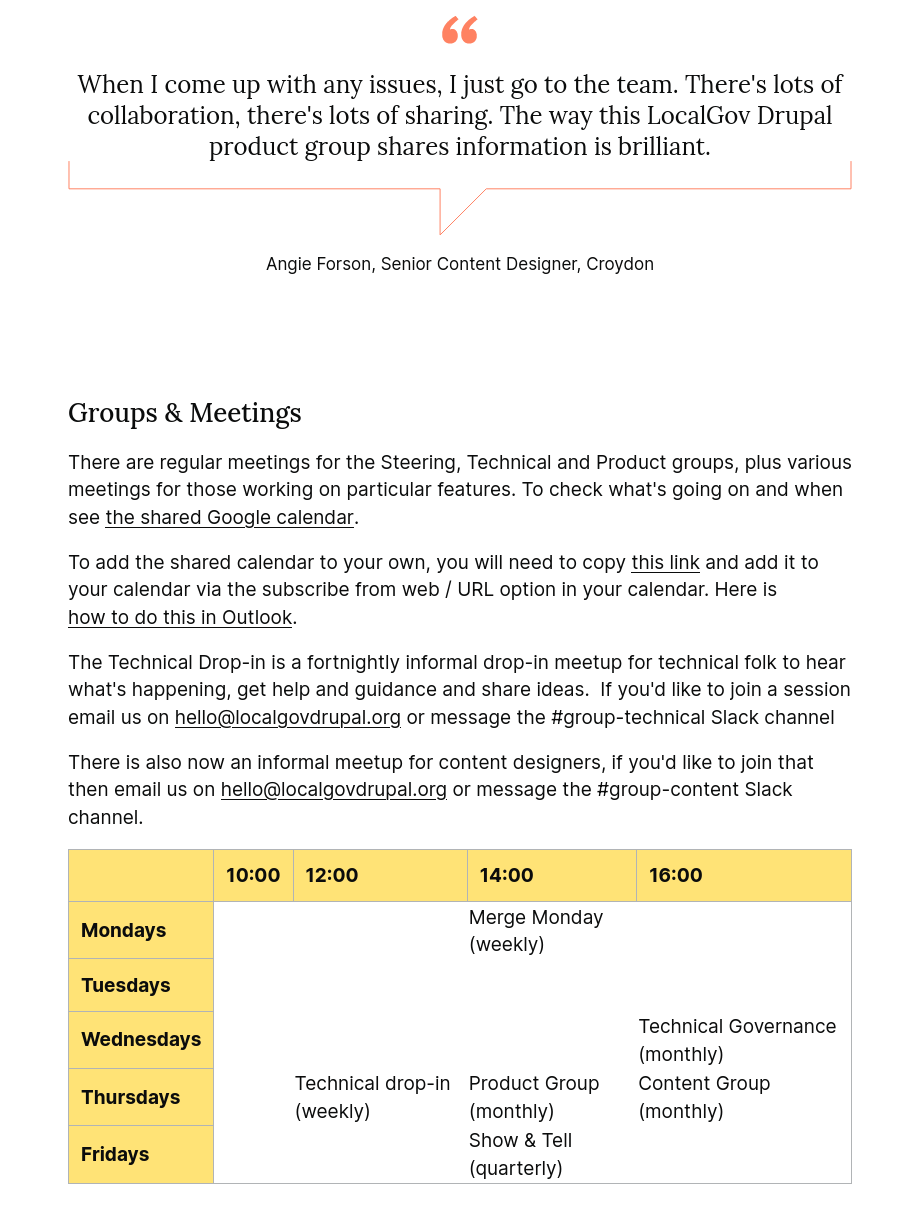 “
When I come up with any issues, I just go to the team. There's lots of
collaboration, there's lots of sharing. The way this LocalGov Drupal
product group shares information is brilliant.
Angie Forson, Senior Content Designer, Croydon
Groups & Meetings
There are regular meetings for the Steering, Technical and Product groups, plus various
meetings for those working on particular features. To check what's going on and when
see the shared Google calendar.
To add the shared calendar to your own, you will need to copy this link and add it to
your calendar via the subscribe from web / URL option in your calendar. Here is
how to do this in Outlook.
The Technical Drop-in is a fortnightly informal drop-in meetup for technical folk to hear
what's happening, get help and guidance and share ideas.  If you'd like to join a session
email us on hello@localgovdrupal.org or message the #group-technical Slack channel
There is also now an informal meetup for content designers, if you'd like to join that
then email us on hello@localgovdrupal.org or message the #group-content Slack
channel.
10:00 12:00 14:00 16:00
Mondays Merge Monday
(weekly)
Tuesdays
Wednesdays Technical Governance
(monthly)
Thursdays Technical drop-in Product Group Content Group
(weekly) (monthly) (monthly)
Fridays Show & Tell
(quarterly)